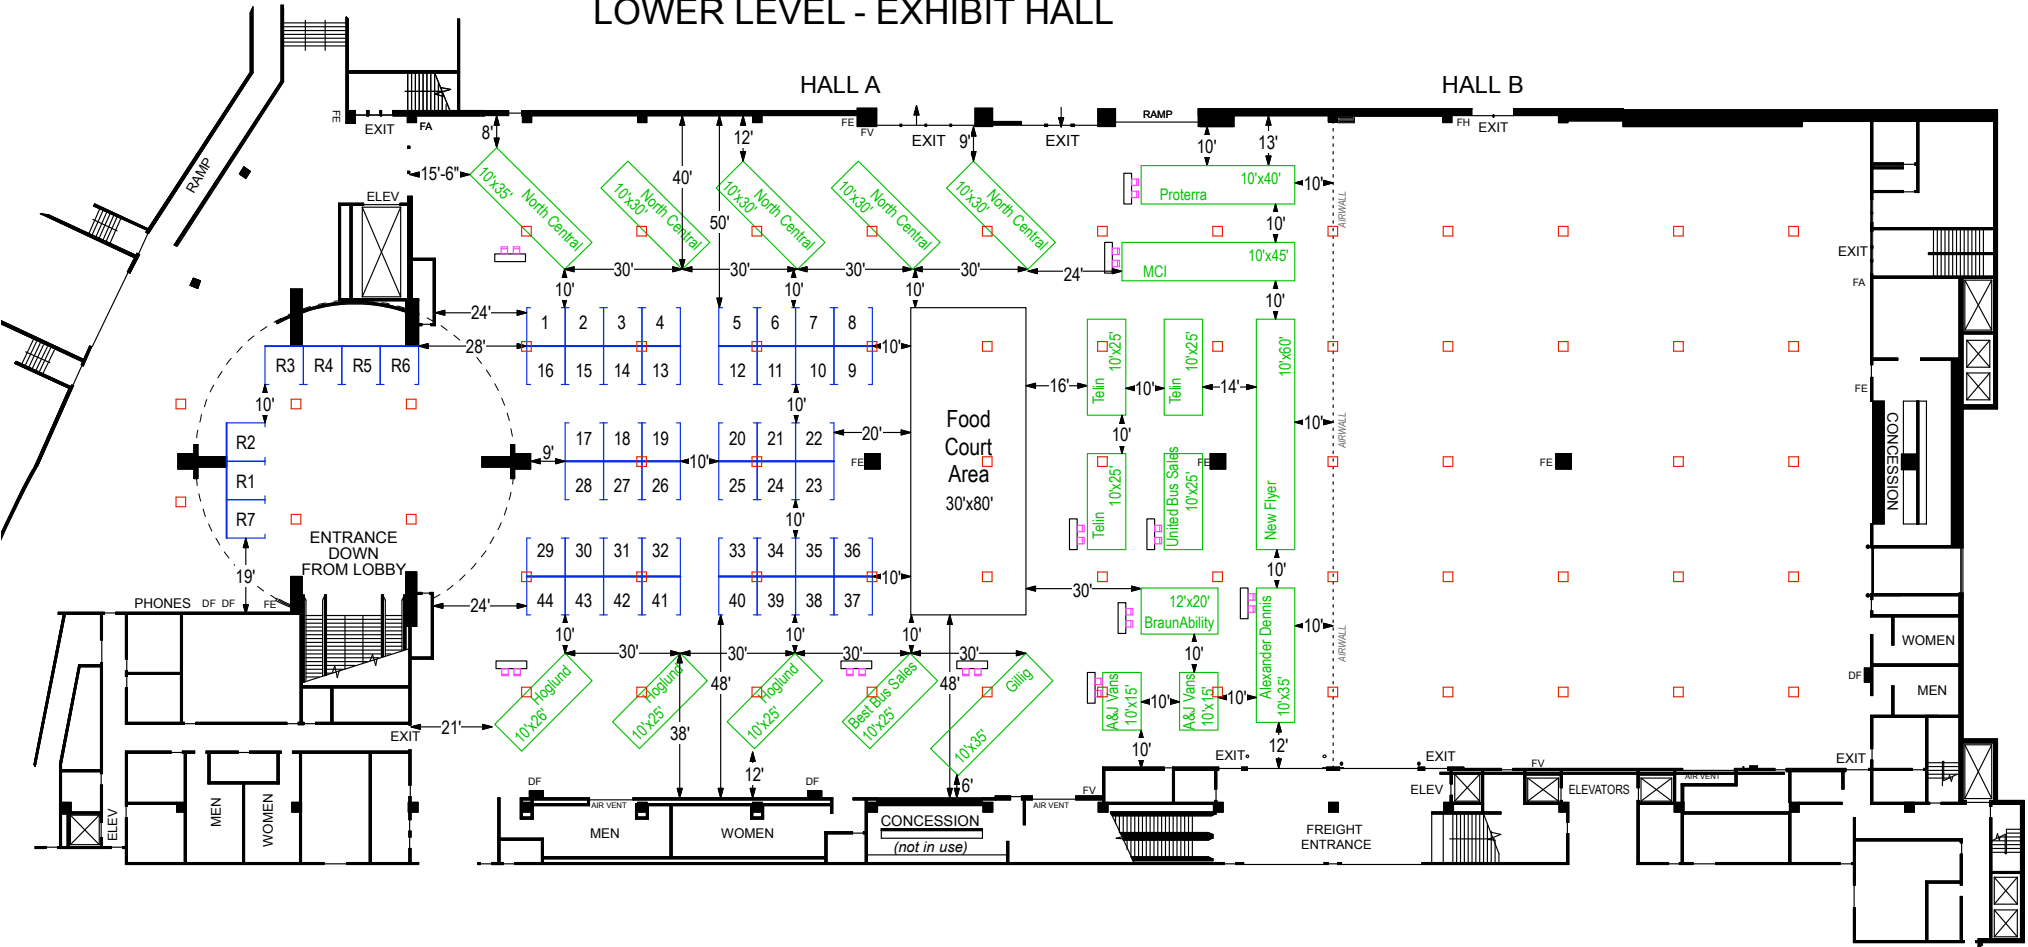 LOWER LEVEL - EXHIBIT HALL
HALL A
HALL B
FE
EXIT
FA
8'
12'
FE
FV
EXIT
9'
EXIT
RAMP
10'
13'
FH
EXIT
RAMP
15'-6"
40'
50'
ELEV
10'x35'
North Central
10'x30'
North Central
10'x30'
North Central
10'x30'
North Central
10'x30'
North Central
10'x40'
Proterra
10'
AIRWALL
10'
10'x45'
MCI
30'
30'
30'
30'
24'
10'
10'
10'
10'
EXIT
FA
24'
28'
1
2
3
4
5
6
7
8
16
15
14
13
12
11
10
9
10'
R3
R4
R5
R6
10'
R2
R1
R7
19'
10'
17
18
19
20
21
22
20'
9'
10'
FE
28
27
26
25
24
23
10'
Food
Court
Area
30'x80'
16'
Telin
10'x25'
10'
Telin
10'x25'
14'
10'x60'
New Flyer
10'
AIRWALL
10'
Telin
10'x25'
United Bus Sales
10'x25'
FE
FE
FE
CONCESSION
ENTRANCE
DOWN
FROM LOBBY
29
30
31
32
33
34
35
36
44
43
42
41
40
39
38
37
10'
24'
30'
10'
12'x20'
BraunAbility
Alexander Dennis
10'x35'
10'
AIRWALL
PHONES
DF
DF
FE
10'
10'
10'
10'
30'
30'
30'
30'
Hoglund
10'x26'
Hoglund
10'x25'
Hoglund
10'x25'
Best Bus Sales
10'x25'
Gillig
10'x35'
48'
38'
48'
A&J Vans
10'x15'
10'
A&J Vans
10'x15'
10'
WOMEN
DF
MEN
EXIT
21'
12'
6'
10'
12'
EXIT
EXIT
FV
EXIT
DF
DF
AIR VENT
AIR VENT
FV
AIR VENT
ELEV
ELEVATORS
ELEV
MEN
WOMEN
MEN
WOMEN
CONCESSION
(not in use)
FREIGHT
ENTRANCE